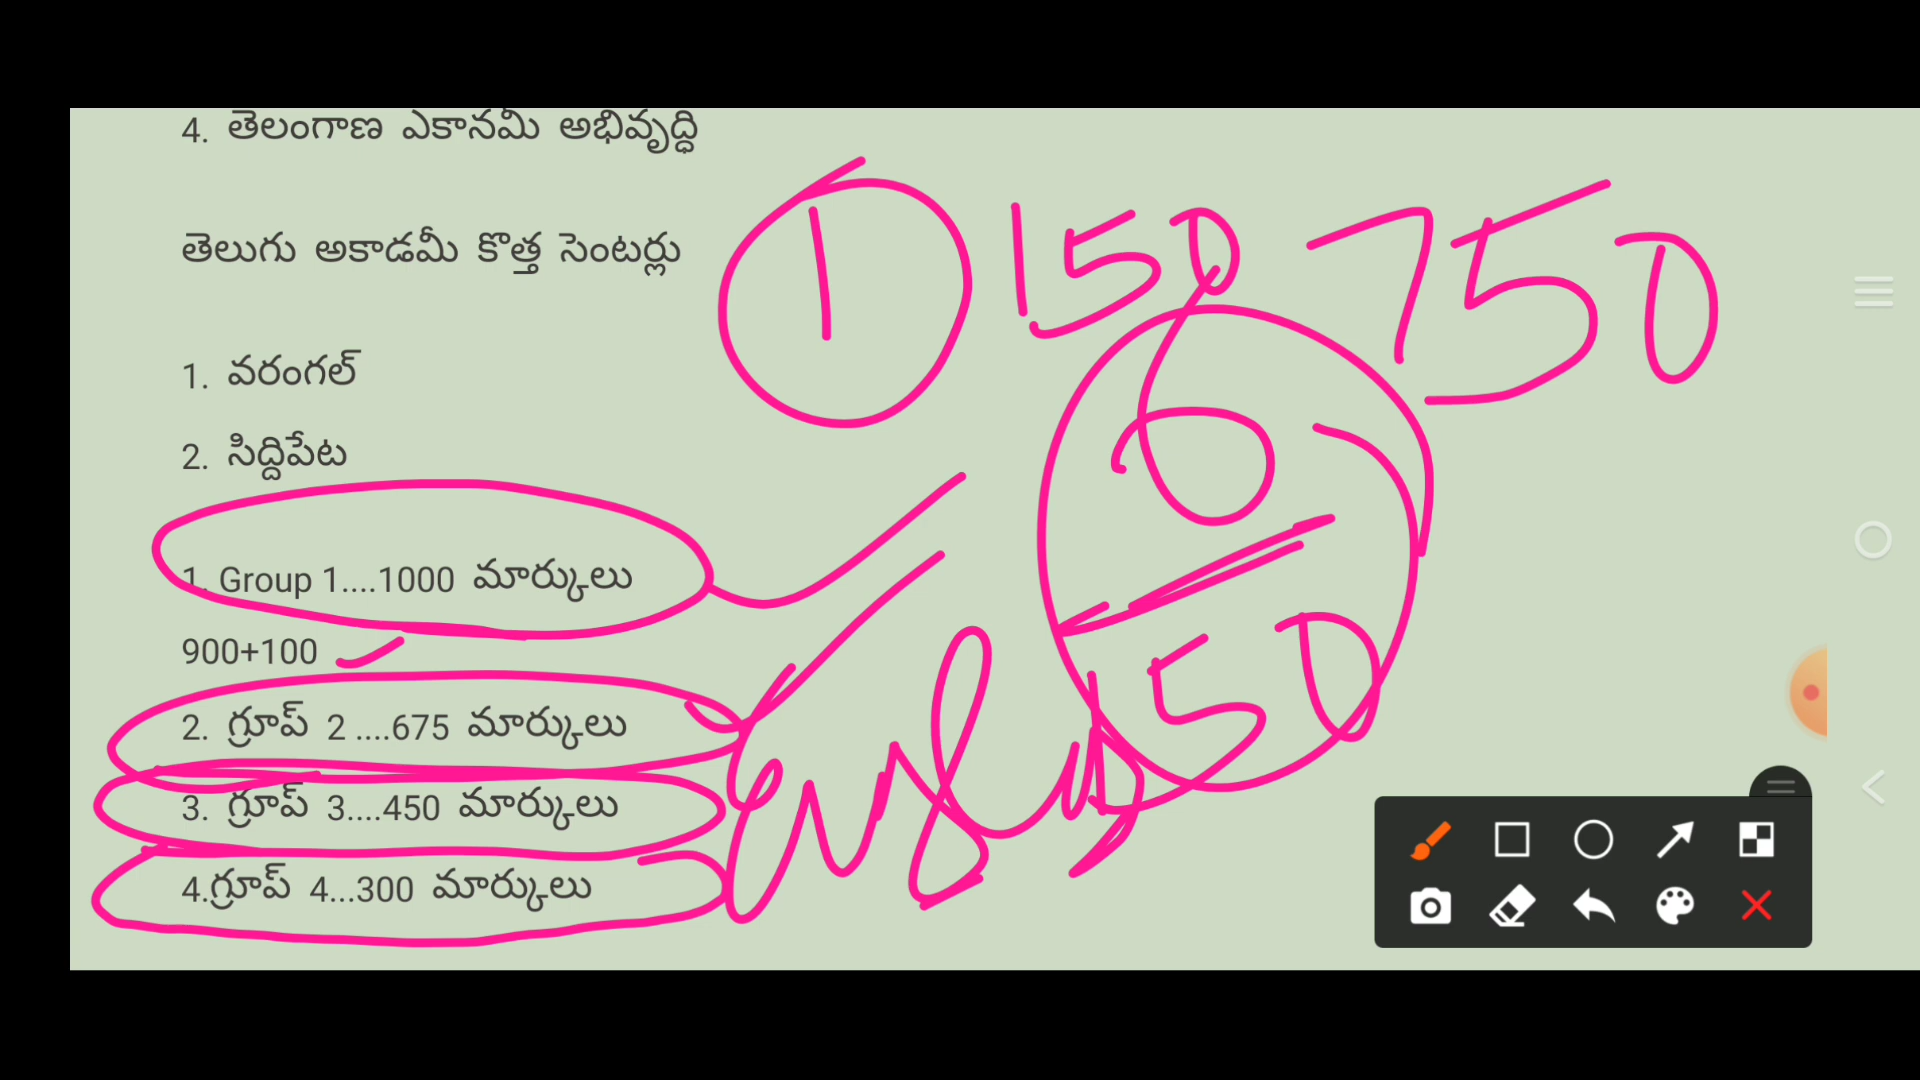 4. తెలంగాణ ఎకానమీ అభివృద్ధి
తెలుగు అకాడమీ కొత్త సెంటర్లు
1 150 750
1. వరంగల్
2. సిద్దిపేట
6
1. Group 1....1000 మార్కులు
900+100
150
2. గ్రూప్ 2 ....675 మార్కులు
3. గ్రూప్ 3....450 మార్కులు
4.గ్రూప్ 4...300 మార్కులు